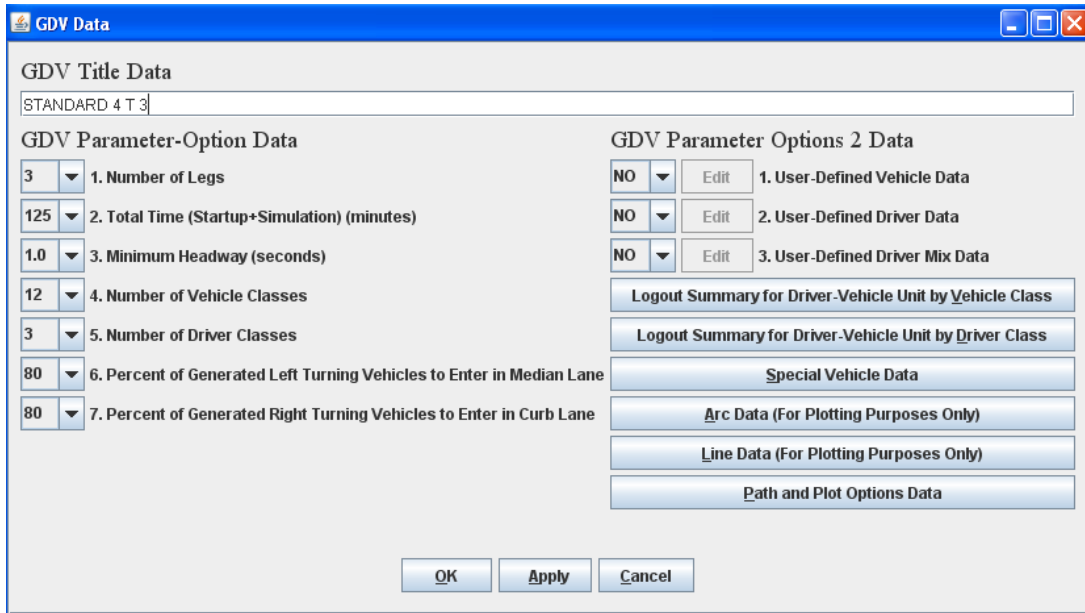 GDV Data
GDV Title Data
STANDARD 4 T 3
GDV Parameter-Option Data
3 1. Number of Legs
125 2. Total Time (Startup+Simulation) (minutes)
1.0 3. Minimum Headway (seconds)
12 4. Number of Vehicle Classes
3 5. Number of Driver Classes
80 6. Percent of Generated Left Turning Vehicles to Enter in Median Lane
80 7. Percent of Generated Right Turning Vehicles to Enter in Curb Lane
GDV Parameter Options 2 Data
NO Edit 1. User-Defined Vehicle Data
NO Edit 2. User-Defined Driver Data
NO Edit 3. User-Defined Driver Mix Data
Logout Summary for Driver-Vehicle Unit by Vehicle Class
Logout Summary for Driver-Vehicle Unit by Driver Class
Special Vehicle Data
Arc Data (For Plotting Purposes Only)
Line Data (For Plotting Purposes Only)
Path and Plot Options Data
OK Apply Cancel